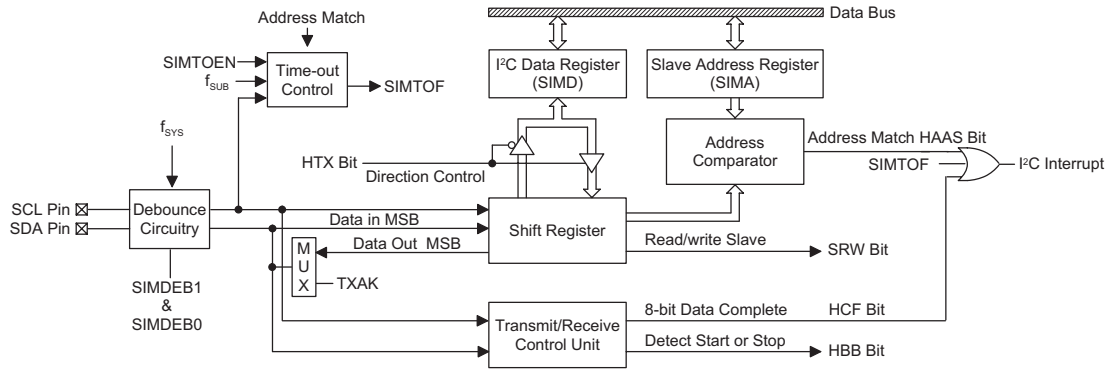 Data Bus
Address Match
SIMTOEN
fSUB
Time-out
Control
SIMTOF
I²C Data Register
(SIMD)
Slave Address Register
(SIMA)
fSYS
HTX Bit
Direction Control
Address
Comparator
Address Match HAAS Bit
SIMTOF
I²C Interrupt
SCL Pin
SDA Pin
Debounce
Circuitry
Data in MSB
Shift Register
Data Out MSB
Read/write Slave
SRW Bit
M
U
X
TXAK
SIMDEB1
&
SIMDEB0
Transmit/Receive
Control Unit
8-bit Data Complete
HCF Bit
Detect Start or Stop
HBB Bit